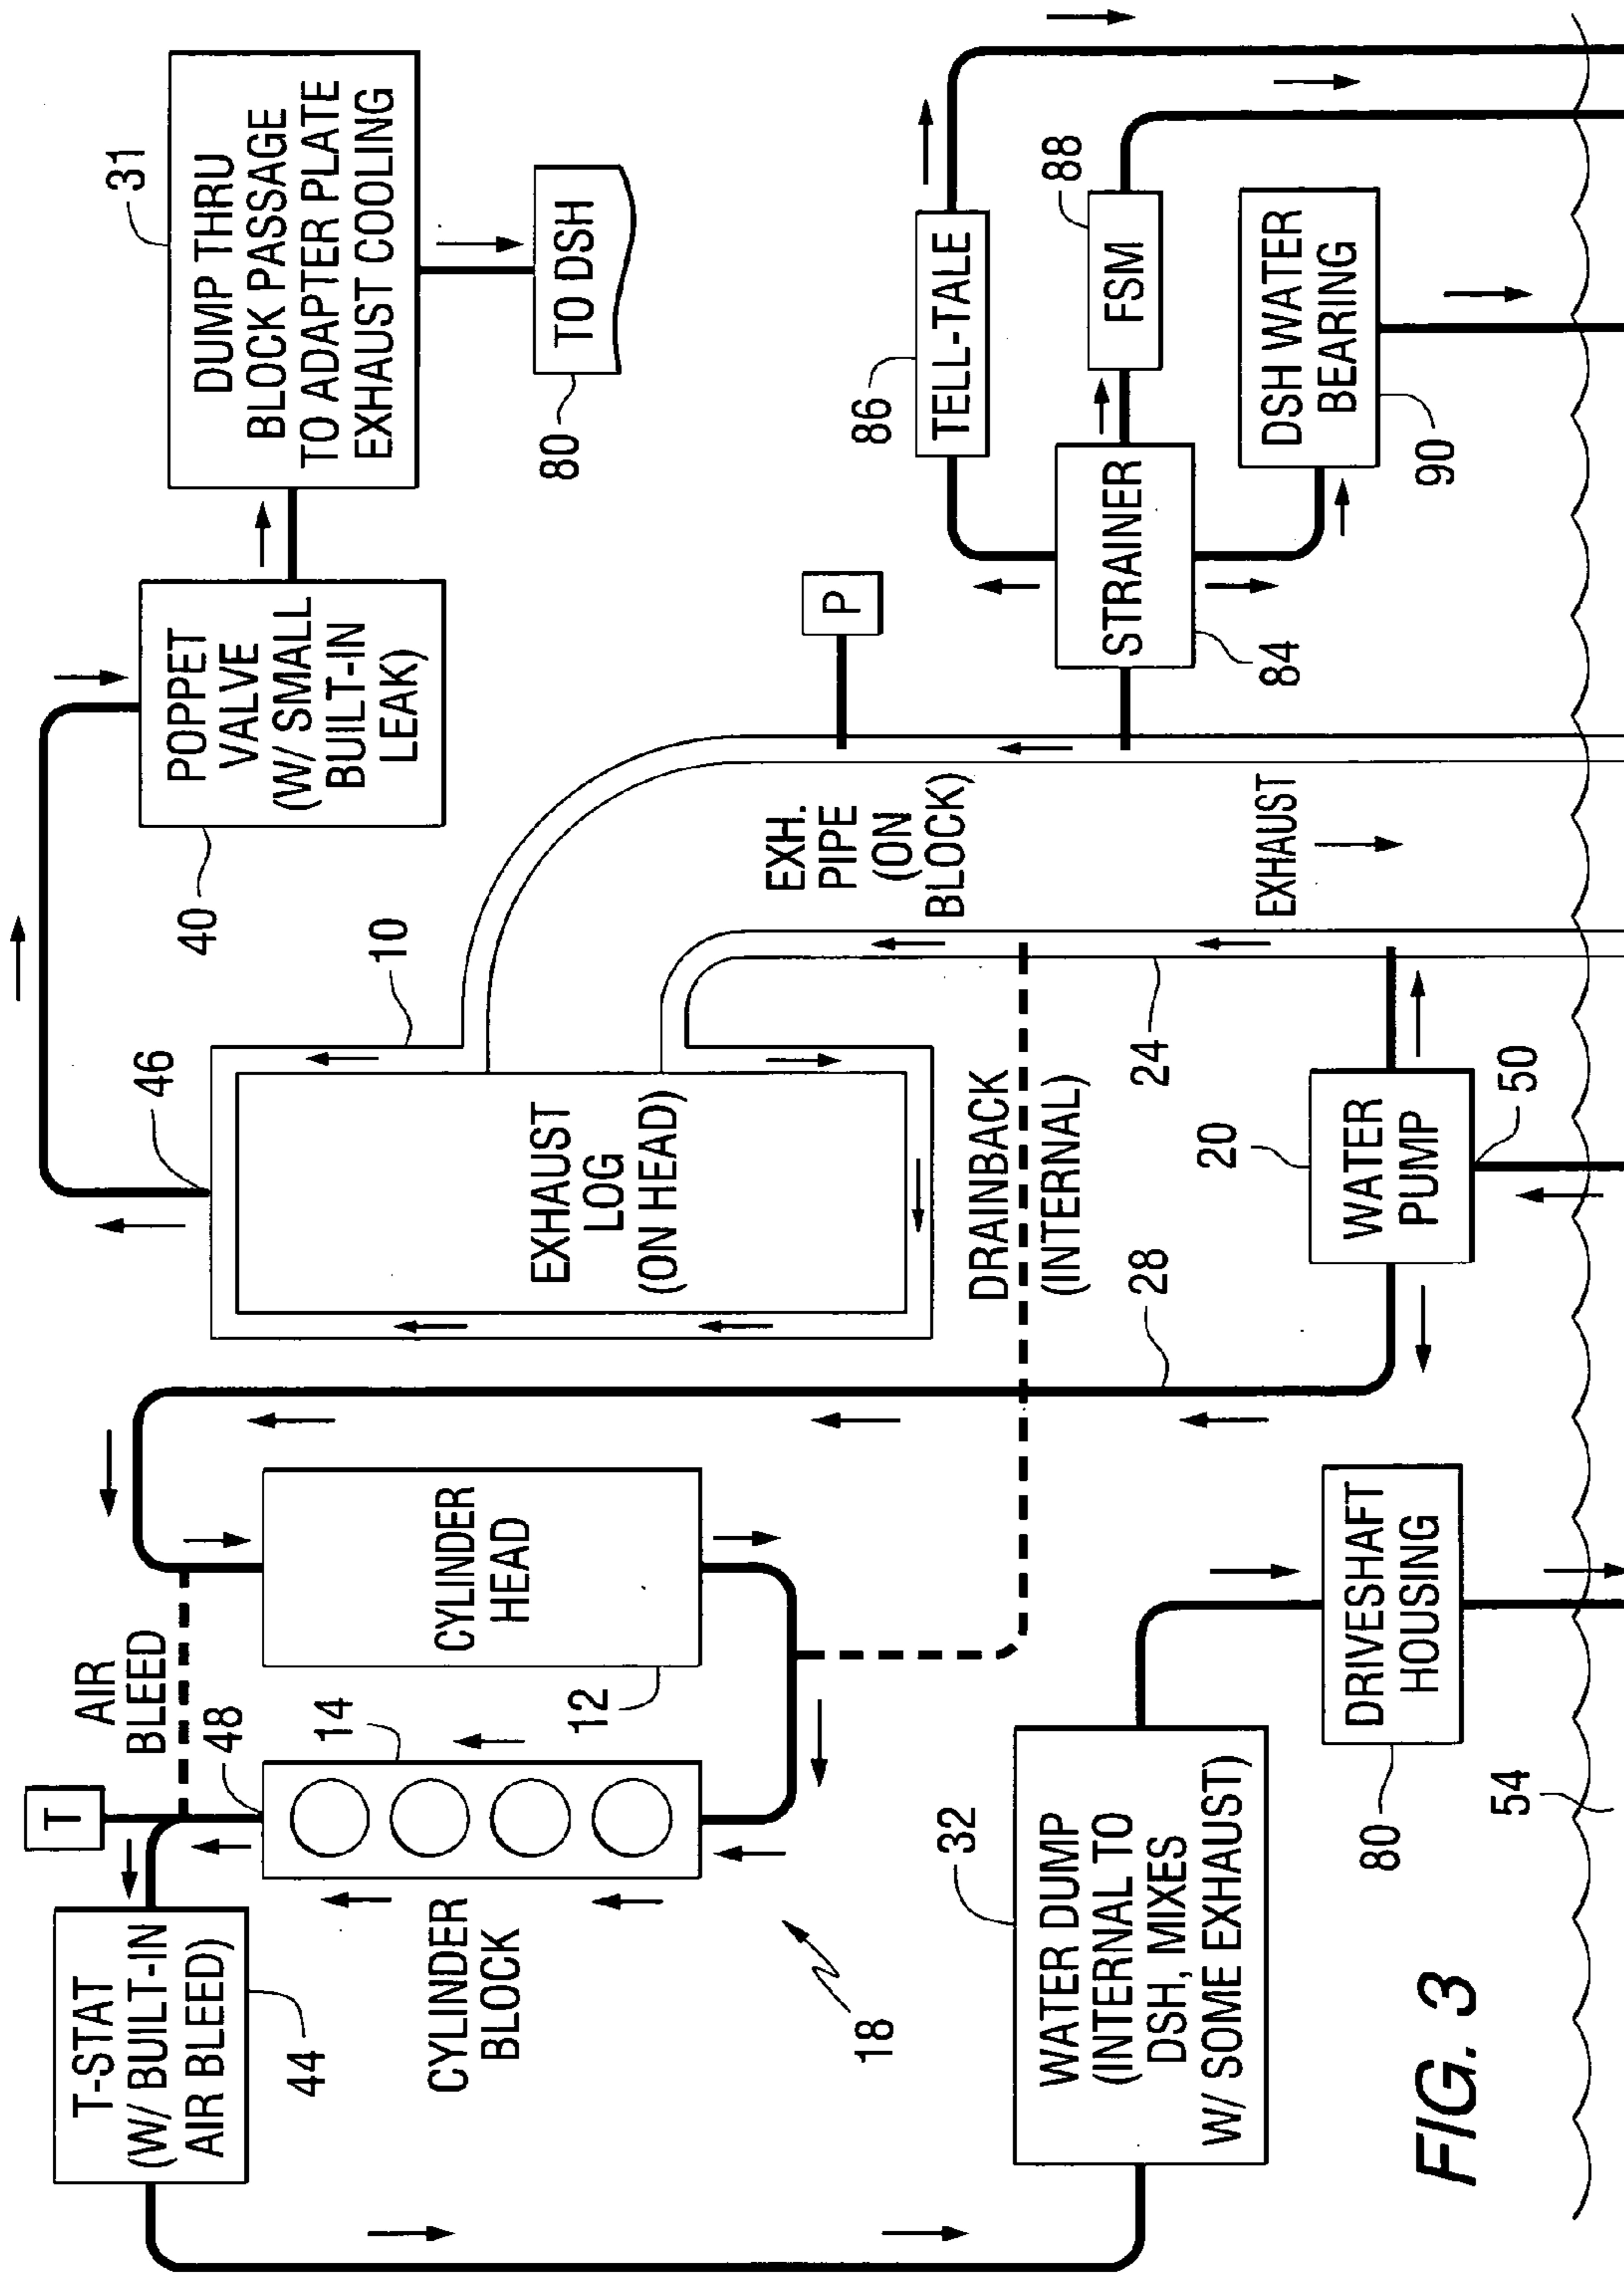 T-STAT
(W/ BUILT-IN
AIR BLEED)
44
T
AIR
BLEED
48
14
CYLINDER
BLOCK
18
CYLINDER
HEAD
12
28
46
10
EXHAUST
LOG
(ON HEAD)
DRAINBACK
(INTERNAL)
40
POPPET
VALVE
(W/ SMALL
BUILT-IN
LEAK)
31
DUMP THRU
BLOCK PASSAGE
TO ADAPTER PLATE
EXHAUST COOLING
TO DSH
80
P
EXH.
PIPE
(ON
BLOCK)
EXHAUST
24
20
WATER
PUMP
50
86
TELL-TALE
88
FSM
STRAINER
84
DSH WATER
BEARING
90
32
WATER DUMP
(INTERNAL TO
DSH, MIXES
W/ SOME EXHAUST)
DRIVESHAFT
HOUSING
80
54
FIG. 3